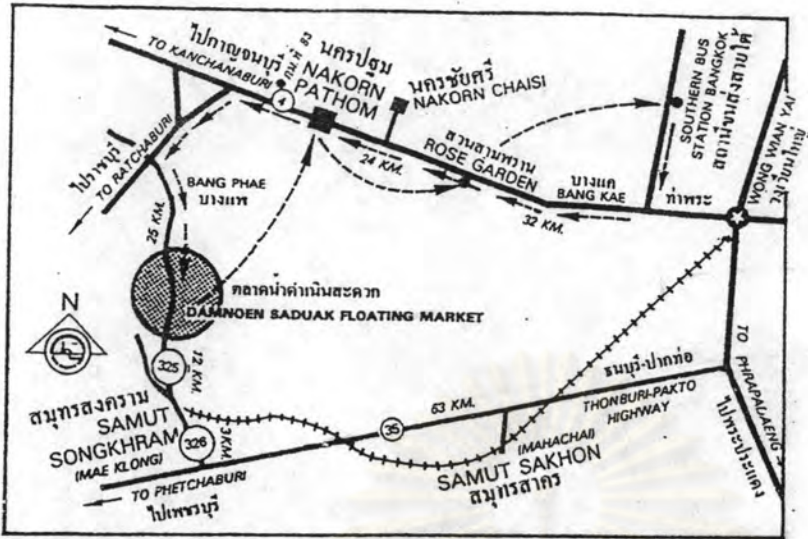 ไปกาญจนบุรี
TO KANCHANABURI
กม.ที่ 83
4
นครปฐม
NAKORN
PATHOM
นครชัยศรี
NAKORN CHAISI
24 KM.
สวนสามพราน
ROSE GARDEN
32 KM.
บางแค
BANG KAE
ท่าพระ
SOUTHERN BUS
STATION BANGKOK
สถานีขนส่งสายใต้
WONG WIAN YAI
วงเวียนใหญ่
ไปราชบุรี
TO RATCHABURI
BANG PHAE
บางแพ
25 KM.
ตลาดน้ำดำเนินสะดวก
DAMNOEN SADUAK FLOATING MARKET
N
325
12 KM.
สมุทรสงคราม
SAMUT
SONGKHRAM
(MAE KLONG)
326
KM.
TO PHETCHABURI
ไปเพชรบุรี
35
63 KM.
(MAHACHAI)
SAMUT SAKHON
สมุทรสาคร
ธนบุรี-ปากท่อ
THONBURI-PAKTO
HIGHWAY
TO PHRAPADAENG
ไปพระประแดง